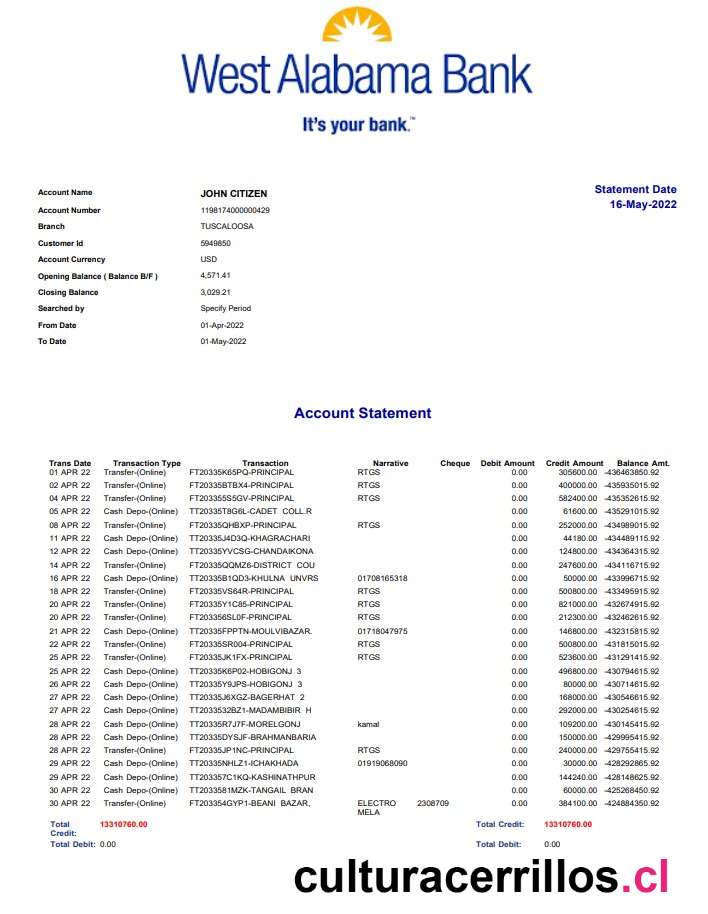 West Alabama Bank
It's your bank.™
Statement Date
16-May-2022
Account Name JOHN CITIZEN
Account Number 1198174000000429
Branch TUSCALOOSA
Customer Id 5949850
Account Currency USD
Opening Balance ( Balance B/F ) 4,571.41
Closing Balance 3,029.21
Searched by Specify Period
From Date 01-Apr-2022
To Date 01-May-2022
Account Statement
Trans Date Transaction Type Transaction Narrative Cheque Debit Amount Credit Amount Balance Amt.
01 APR 22 Transfer-(Online) FT20335K65PQ-PRINCIPAL RTGS 0.00 305600.00 -436463850.92
02 APR 22 Transfer-(Online) FT20335BTBX4-PRINCIPAL RTGS 0.00 400000.00 -435935015.92
04 APR 22 Transfer-(Online) FT203355S5GV-PRINCIPAL RTGS 0.00 582400.00 -435352615.92
05 APR 22 Cash Depo-(Online) TT20335T8G6L-CADET COLL.R 0.00 61600.00 -435291015.92
08 APR 22 Transfer-(Online) FT20335QHBXP-PRINCIPAL RTGS 0.00 252000.00 -434989015.92
11 APR 22 Cash Depo-(Online) TT20335J4D3Q-KHAGRACHARI 0.00 44180.00 -434489115.92
12 APR 22 Cash Depo-(Online) TT20335YVCSG-CHANDAIKONA 0.00 124800.00 -434364315.92
14 APR 22 Transfer-(Online) FT20335QQMZ6-DISTRICT COU 0.00 247600.00 -434116715.92
16 APR 22 Cash Depo-(Online) TT20335B1QD3-KHULNA UNVRS 01708165318 0.00 50000.00 -433996715.92
18 APR 22 Transfer-(Online) FT20335VS64R-PRINCIPAL RTGS 0.00 500800.00 -433495915.92
20 APR 22 Transfer-(Online) FT20335Y1C85-PRINCIPAL RTGS 0.00 821000.00 -432674915.92
20 APR 22 Transfer-(Online) FT203356SL0F-PRINCIPAL RTGS 0.00 212300.00 -432462615.92
21 APR 22 Cash Depo-(Online) TT20335FPPTN-MOULVIBAZAR. 01718047975 0.00 146800.00 -432315815.92
22 APR 22 Transfer-(Online) FT20335SR004-PRINCIPAL RTGS 0.00 500800.00 -431815015.92
25 APR 22 Transfer-(Online) FT20335JK1FX-PRINCIPAL RTGS 0.00 523600.00 -431291415.92
25 APR 22 Cash Depo-(Online) TT20335K6P02-HOBIGONJ 3 0.00 496800.00 -430794615.92
26 APR 22 Cash Depo-(Online) TT20335Y9JPS-HOBIGONJ 3 0.00 80000.00 -430714615.92
27 APR 22 Cash Depo-(Online) TT20335J6XGZ-BAGERHAT 2 0.00 168000.00 -430546615.92
27 APR 22 Cash Depo-(Online) TT2033532BZ1-MADAMBIBIR H 0.00 292000.00 -430254615.92
28 APR 22 Cash Depo-(Online) TT20335R7J7F-MORELGONJ kamal 0.00 109200.00 -430145415.92
28 APR 22 Cash Depo-(Online) TT20335DYSJF-BRAHMANBARIA 0.00 150000.00 -429995415.92
28 APR 22 Transfer-(Online) FT20335JP1NC-PRINCIPAL RTGS 0.00 240000.00 -429755415.92
29 APR 22 Cash Depo-(Online) TT20335NHLZ1-ICHAKHADA 01919068090 0.00 30000.00 -428292865.92
29 APR 22 Cash Depo-(Online) TT203357C1KQ-KASHINATHPUR 0.00 144240.00 -428148625.92
30 APR 22 Cash Depo-(Online) TT2033581MZK-TANGAIL BRAN 0.00 60000.00 -425268450.92
30 APR 22 Transfer-(Online) FT203354GYP1-BEANI BAZAR, ELECTRO MELA 2308709 0.00 384100.00 -424884350.92
Total Credit: 13310760.00 Total Credit: 13310760.00
Total Debit: 0.00 Total Debit: 0.00
culturacerrillos.cl